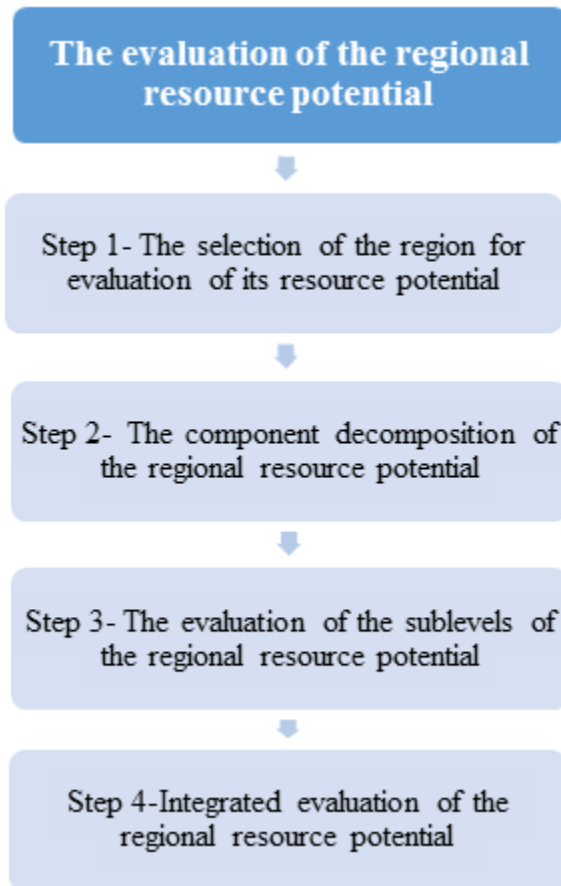 The evaluation of the regional
resource potential
Step 1- The selection of the region for
evaluation of its resource potential
Step 2- The component decomposition of
the regional resource potential
Step 3- The evaluation of the sublevels of
the regional resource potential
Step 4-Integrated evaluation of the
regional resource potential